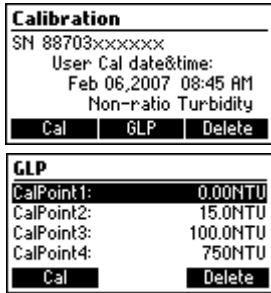 Calibration
SN 88703xxxxxx
User Cal date&time:
Feb 06,2007 08:45 AM
Non-ratio Turbidity
Cal GLP Delete
GLP
CalPoint1: 0.00NTU
CalPoint2: 15.0NTU
CalPoint3: 100.0NTU
CalPoint4: 750NTU
Cal Delete